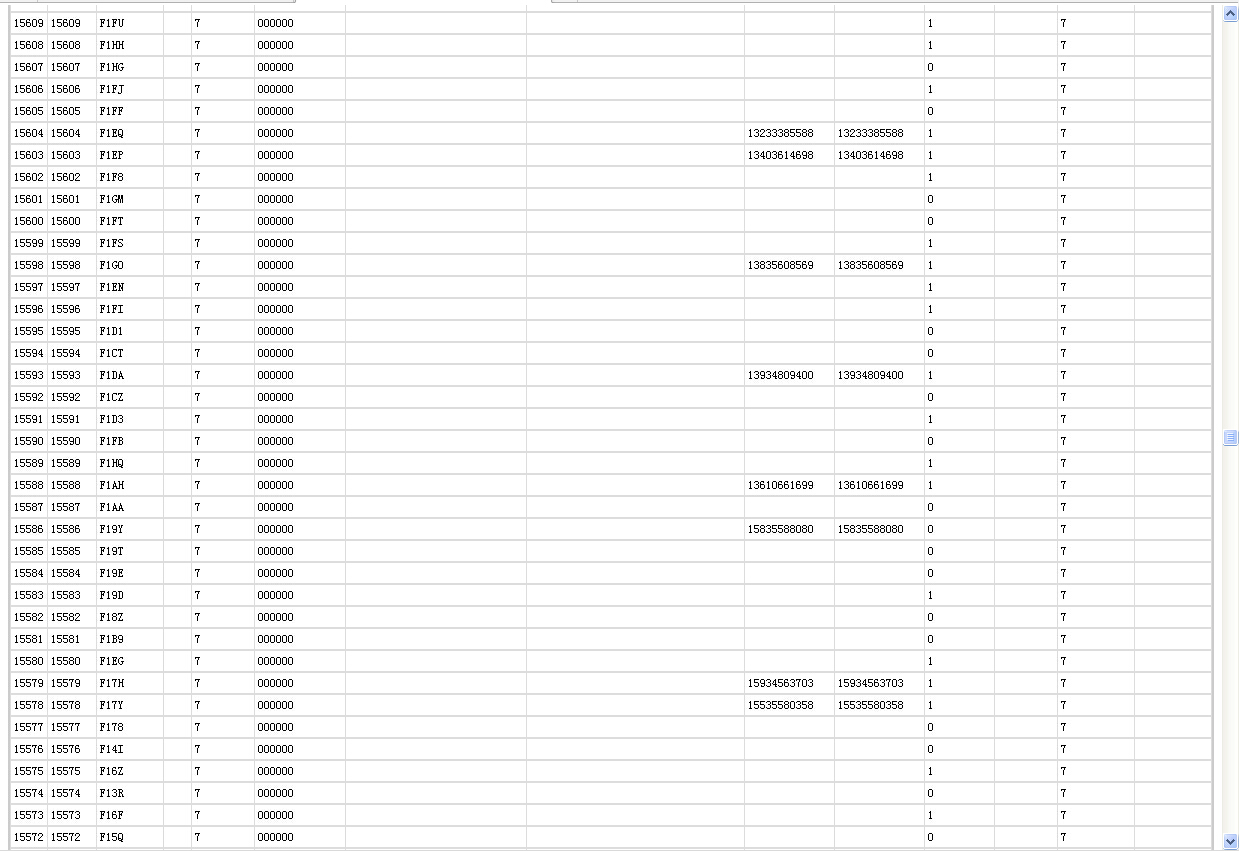 15609 15609 F1FU 7 000000 1 7
15608 15608 F1HH 7 000000 1 7
15607 15607 F1HG 7 000000 0 7
15606 15606 F1FJ 7 000000 1 7
15605 15605 F1FF 7 000000 0 7
15604 15604 F1EQ 7 000000 13233385588 13233385588 1 7
15603 15603 F1EP 7 000000 13403614698 13403614698 1 7
15602 15602 F1F8 7 000000 1 7
15601 15601 F1GM 7 000000 0 7
15600 15600 F1FT 7 000000 0 7
15599 15599 F1FS 7 000000 1 7
15598 15598 F1GO 7 000000 13835608569 13835608569 1 7
15597 15597 F1EN 7 000000 1 7
15596 15596 F1FI 7 000000 1 7
15595 15595 F1D1 7 000000 0 7
15594 15594 F1CT 7 000000 0 7
15593 15593 F1DA 7 000000 13934809400 13934809400 1 7
15592 15592 F1CZ 7 000000 0 7
15591 15591 F1D3 7 000000 1 7
15590 15590 F1FB 7 000000 0 7
15589 15589 F1HQ 7 000000 1 7
15588 15588 F1AH 7 000000 13610661699 13610661699 1 7
15587 15587 F1AA 7 000000 0 7
15586 15586 F19Y 7 000000 15835588080 15835588080 0 7
15585 15585 F19T 7 000000 0 7
15584 15584 F19E 7 000000 0 7
15583 15583 F19D 7 000000 1 7
15582 15582 F18Z 7 000000 0 7
15581 15581 F1B9 7 000000 0 7
15580 15580 F1EG 7 000000 1 7
15579 15579 F17H 7 000000 15934563703 15934563703 1 7
15578 15578 F17Y 7 000000 15535580358 15535580358 1 7
15577 15577 F178 7 000000 0 7
15576 15576 F14I 7 000000 0 7
15575 15575 F16Z 7 000000 1 7
15574 15574 F13R 7 000000 0 7
15573 15573 F16F 7 000000 1 7
15572 15572 F15Q 7 000000 0 7